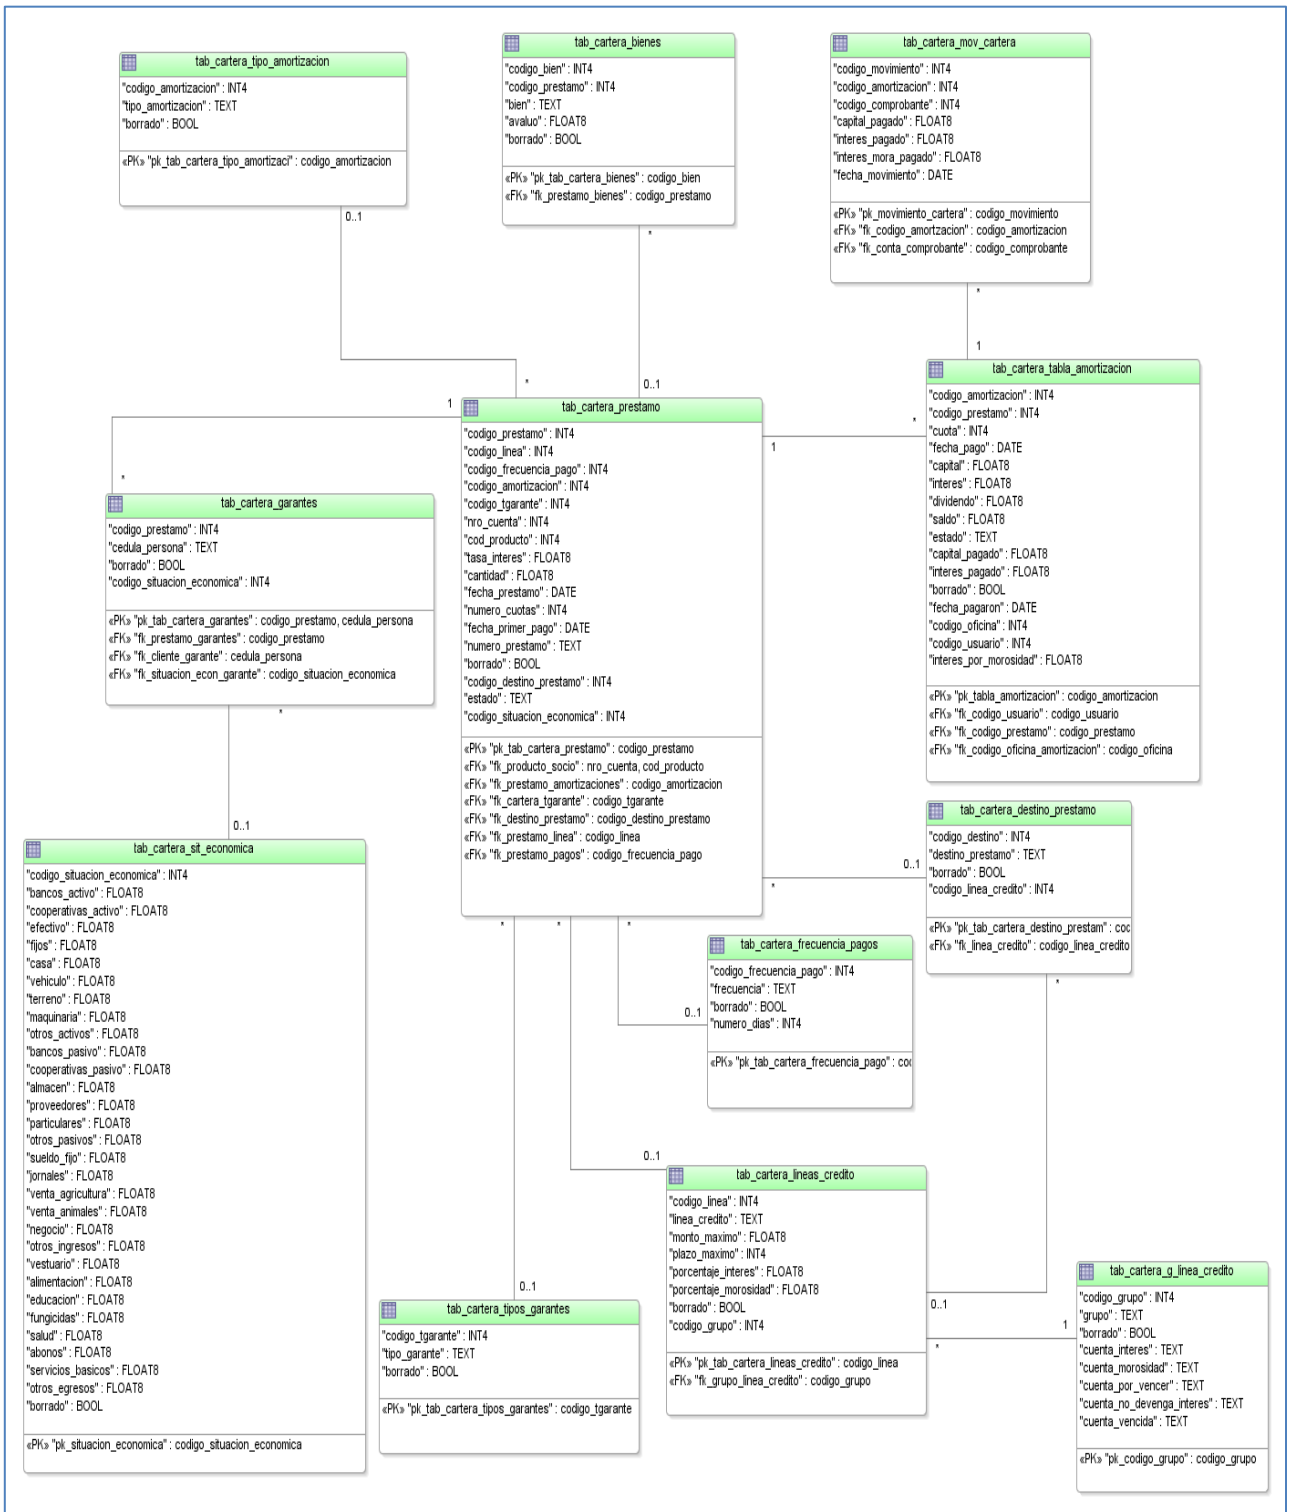 tab_cartera_tipo_amortizacion
"codigo_amortizacion" : INT4
"tipo_amortizacion" : TEXT
"borrado" : BOOL
«PK» "pk_tab_cartera_tipo_amortizaci" : codigo_amortizacion
0..1
tab_cartera_bienes
"codigo_bien" : INT4
"codigo_prestamo" : INT4
"bien" : TEXT
"avaluo" : FLOAT8
"borrado" : BOOL
«PK» "pk_tab_cartera_bienes" : codigo_bien
«FK» "fk_prestamo_bienes" : codigo_prestamo
*
tab_cartera_mov_cartera
"codigo_movimiento" : INT4
"codigo_amortizacion" : INT4
"codigo_comprobante" : INT4
"capital_pagado" : FLOAT8
"interes_pagado" : FLOAT8
"interes_mora_pagado" : FLOAT8
"fecha_movimiento" : DATE
«PK» "pk_movimiento_cartera" : codigo_movimiento
«FK» "fk_codigo_amortzacion" : codigo_amortizacion
«FK» "fk_conta_comprobante" : codigo_comprobante
*
1
*
0..1
1
tab_cartera_prestamo
"codigo_prestamo" : INT4
"codigo_linea" : INT4
"codigo_frecuencia_pago" : INT4
"codigo_amortizacion" : INT4
"codigo_tgarante" : INT4
"nro_cuenta" : INT4
"cod_producto" : INT4
"tasa_interes" : FLOAT8
"cantidad" : FLOAT8
"fecha_prestamo" : DATE
"numero_cuotas" : INT4
"fecha_primer_pago" : DATE
"numero_prestamo" : TEXT
"borrado" : BOOL
"codigo_destino_prestamo" : INT4
"estado" : TEXT
"codigo_situacion_economica" : INT4
«PK» "pk_tab_cartera_prestamo" : codigo_prestamo
«FK» "fk_producto_socio" : nro_cuenta, cod_producto
«FK» "fk_prestamo_amortizaciones" : codigo_amortizacion
«FK» "fk_cartera_tgarante" : codigo_tgarante
«FK» "fk_destino_prestamo" : codigo_destino_prestamo
«FK» "fk_prestamo_linea" : codigo_linea
«FK» "fk_prestamo_pagos" : codigo_frecuencia_pago
1
*
tab_cartera_tabla_amortizacion
"codigo_amortizacion" : INT4
"codigo_prestamo" : INT4
"cuota" : INT4
"fecha_pago" : DATE
"capital" : FLOAT8
"interes" : FLOAT8
"dividendo" : FLOAT8
"saldo" : FLOAT8
"estado" : TEXT
"capital_pagado" : FLOAT8
"interes_pagado" : FLOAT8
"borrado" : BOOL
"fecha_pagaron" : DATE
"codigo_oficina" : INT4
"codigo_usuario" : INT4
"interes_por_morosidad" : FLOAT8
«PK» "pk_tabla_amortizacion" : codigo_amortizacion
«FK» "fk_codigo_usuario" : codigo_usuario
«FK» "fk_codigo_prestamo" : codigo_prestamo
«FK» "fk_codigo_oficina_amortizacion" : codigo_oficina
*
tab_cartera_garantes
"codigo_prestamo" : INT4
"cedula_persona" : TEXT
"borrado" : BOOL
"codigo_situacion_economica" : INT4
«PK» "pk_tab_cartera_garantes" : codigo_prestamo, cedula_persona
«FK» "fk_prestamo_garantes" : codigo_prestamo
«FK» "fk_cliente_garante" : cedula_persona
«FK» "fk_situacion_econ_garante" : codigo_situacion_economica
*
0..1
tab_cartera_sit_economica
"codigo_situacion_economica" : INT4
"bancos_activo" : FLOAT8
"cooperativas_activo" : FLOAT8
"efectivo" : FLOAT8
"fijos" : FLOAT8
"casa" : FLOAT8
"vehiculo" : FLOAT8
"terreno" : FLOAT8
"maquinaria" : FLOAT8
"otros_activos" : FLOAT8
"bancos_pasivo" : FLOAT8
"cooperativas_pasivo" : FLOAT8
"almacen" : FLOAT8
"proveedores" : FLOAT8
"particulares" : FLOAT8
"otros_pasivos" : FLOAT8
"sueldo_fijo" : FLOAT8
"jornales" : FLOAT8
"venta_agricultura" : FLOAT8
"venta_animales" : FLOAT8
"negocio" : FLOAT8
"otros_ingresos" : FLOAT8
"vestuario" : FLOAT8
"alimentacion" : FLOAT8
"educacion" : FLOAT8
"fungicidas" : FLOAT8
"salud" : FLOAT8
"abonos" : FLOAT8
"servicios_basicos" : FLOAT8
"otros_egresos" : FLOAT8
"borrado" : BOOL
«PK» "pk_situacion_economica" : codigo_situacion_economica
tab_cartera_destino_prestamo
"codigo_destino" : INT4
"destino_prestamo" : TEXT
"borrado" : BOOL
"codigo_linea_credito" : INT4
«PK» "pk_tab_cartera_destino_prestam" : coc
«FK» "fk_linea_credito" : codigo_linea_credito
0..1
*
*
*
*
*
tab_cartera_frecuencia_pagos
"codigo_frecuencia_pago" : INT4
"frecuencia" : TEXT
"borrado" : BOOL
"numero_dias" : INT4
«PK» "pk_tab_cartera_frecuencia_pago" : coc
0..1
0..1
tab_cartera_lineas_credito
"codigo_linea" : INT4
"linea_credito" : TEXT
"monto_maximo" : FLOAT8
"plazo_maximo" : INT4
"porcentaje_interes" : FLOAT8
"porcentaje_morosidad" : FLOAT8
"borrado" : BOOL
"codigo_grupo" : INT4
«PK» "pk_tab_cartera_lineas_credito" : codigo_linea
«FK» "fk_grupo_linea_credito" : codigo_grupo
0..1
*
1
0..1
tab_cartera_tipos_garantes
"codigo_tgarante" : INT4
"tipo_garante" : TEXT
"borrado" : BOOL
«PK» "pk_tab_cartera_tipos_garantes" : codigo_tgarante
tab_cartera_g_linea_credito
"codigo_grupo" : INT4
"grupo" : TEXT
"borrado" : BOOL
"cuenta_interes" : TEXT
"cuenta_morosidad" : TEXT
"cuenta_por_vencer" : TEXT
"cuenta_no_devenga_interes" : TEXT
"cuenta_vencida" : TEXT
«PK» "pk_codigo_grupo" : codigo_grupo